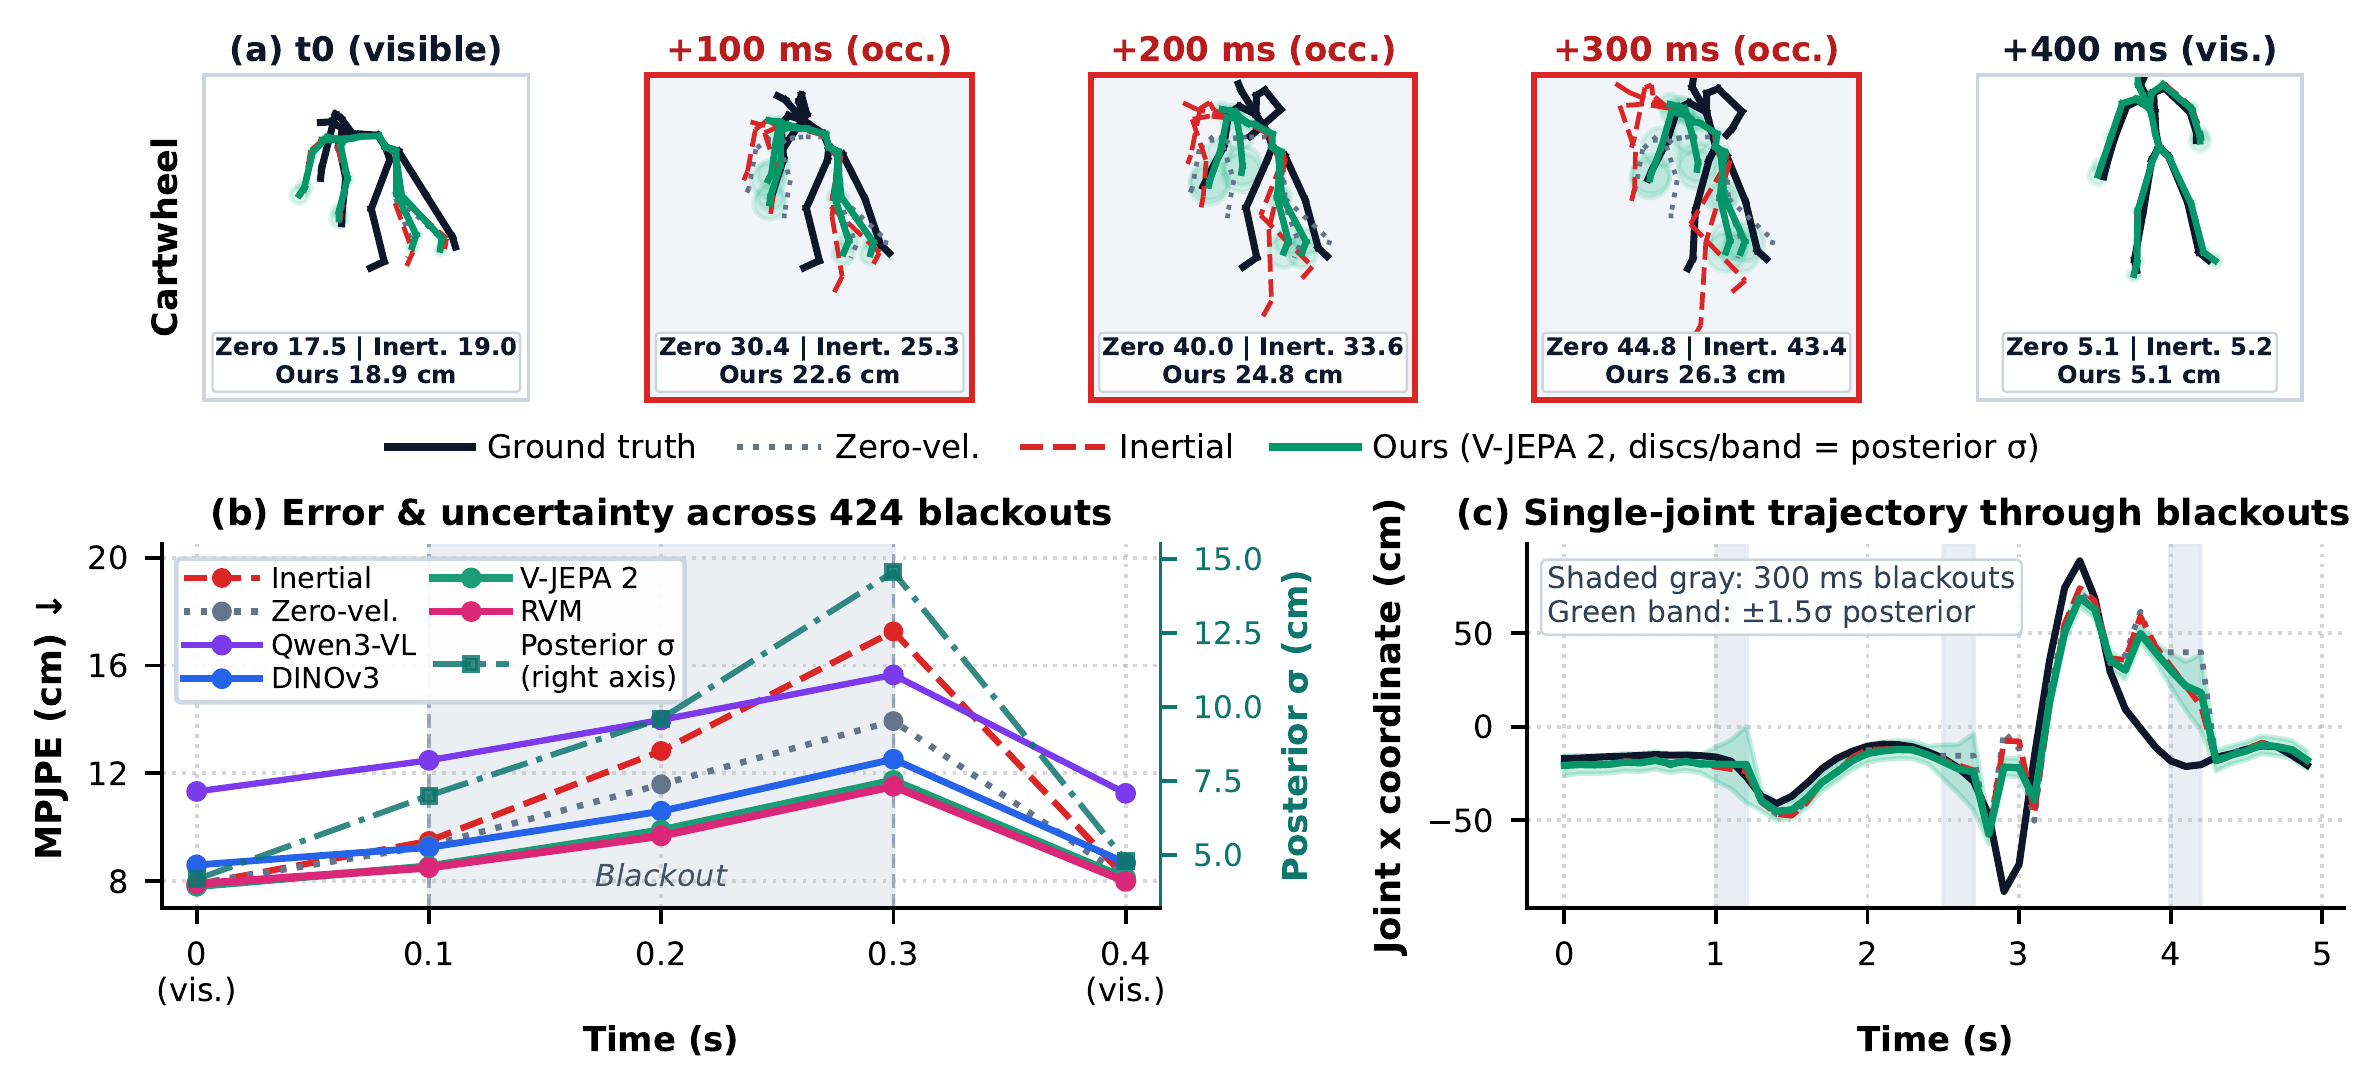 (a) t0 (visible)
+100 ms (occ.)
+200 ms (occ.)
+300 ms (occ.)
+400 ms (vis.)
Cartwheel
Zero 17.5 | Inert. 19.0
Ours 18.9 cm
Zero 30.4 | Inert. 25.3
Ours 22.6 cm
Zero 40.0 | Inert. 33.6
Ours 24.8 cm
Zero 44.8 | Inert. 43.4
Ours 26.3 cm
Zero 5.1 | Inert. 5.2
Ours 5.1 cm
Ground truth
Zero-vel.
Inertial
Ours (V-JEPA 2, discs/band = posterior σ)
(b) Error & uncertainty across 424 blackouts
MPJPE (cm) ↓
20
16
12
8
Inertial
Zero-vel.
Qwen3-VL
DINOv3
V-JEPA 2
RVM
Posterior σ
(right axis)
Blackout
15.0
12.5
10.0
7.5
5.0
Posterior σ (cm)
0
(vis.)
0.1
0.2
0.3
0.4
(vis.)
Time (s)
(c) Single-joint trajectory through blackouts
Joint x coordinate (cm)
50
0
−50
Shaded gray: 300 ms blackouts
Green band: ±1.5σ posterior
0
1
2
3
4
5
Time (s)